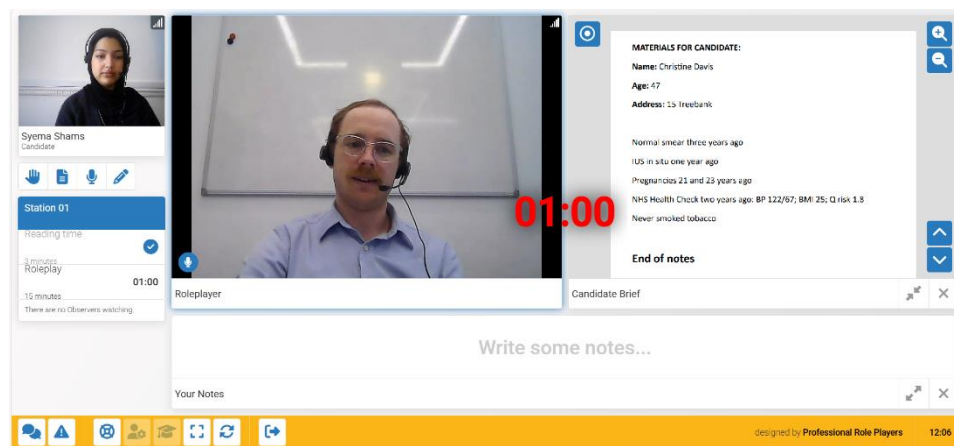 Syema Shams
Candidate
Station 01
Reading time
3 minutes
Roleplay
01:00
15 minutes
There are no Observers watching.
Roleplayer
01:00
MATERIALS FOR CANDIDATE:
Name: Christine Davis
Age: 47
Address: 15 Treebank
Normal smear three years ago
IUS in situ one year ago
Pregnancies 21 and 23 years ago
NHS Health Check two years ago: BP 122/67; BMI 25; Q risk 1.8
Never smoked tobacco
End of notes
Candidate Brief
Write some notes...
Your Notes
designed by Professional Role Players
12:06